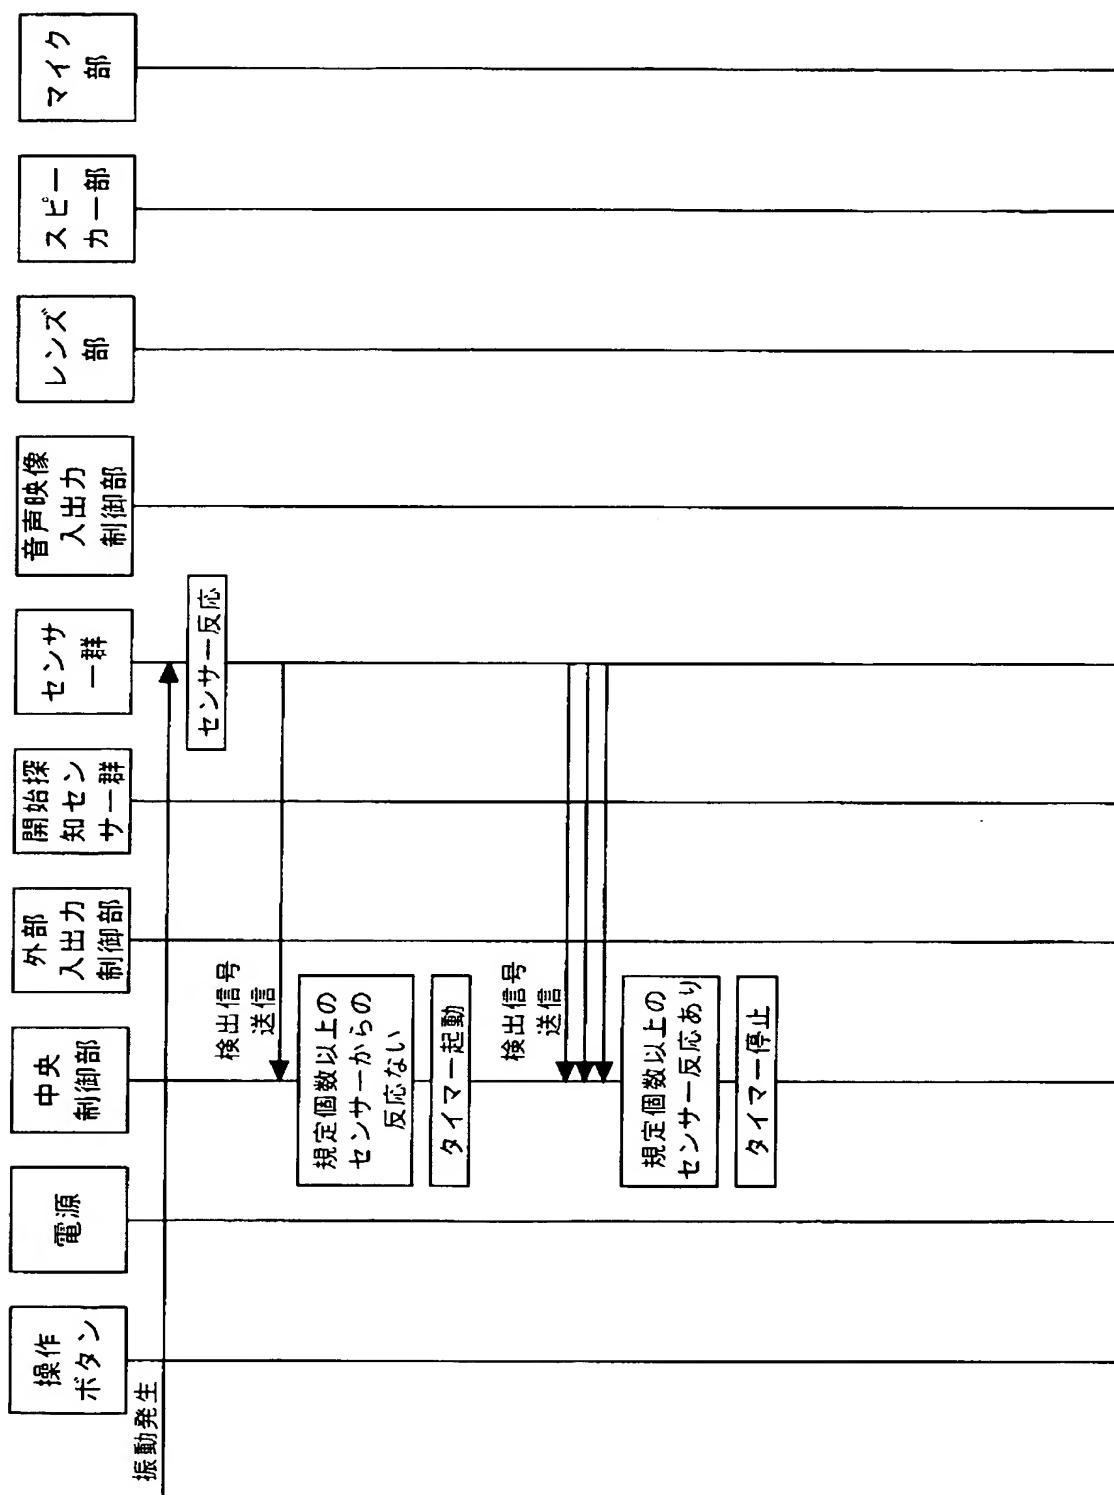 操作
ボタン
電源
中央
制御部
外部
入出力
制御部
開始探
知セン
サー群
センサ
ー群
音声映像
入出力
制御部
レンズ
部
スピー
カー部
マイク
部
振動発生
センサー反応
検出信号
送信
規定個数以上の
センサーからの
反応ない
タイマー起動
検出信号
送信
規定個数以上の
センサー反応あり
タイマー停止